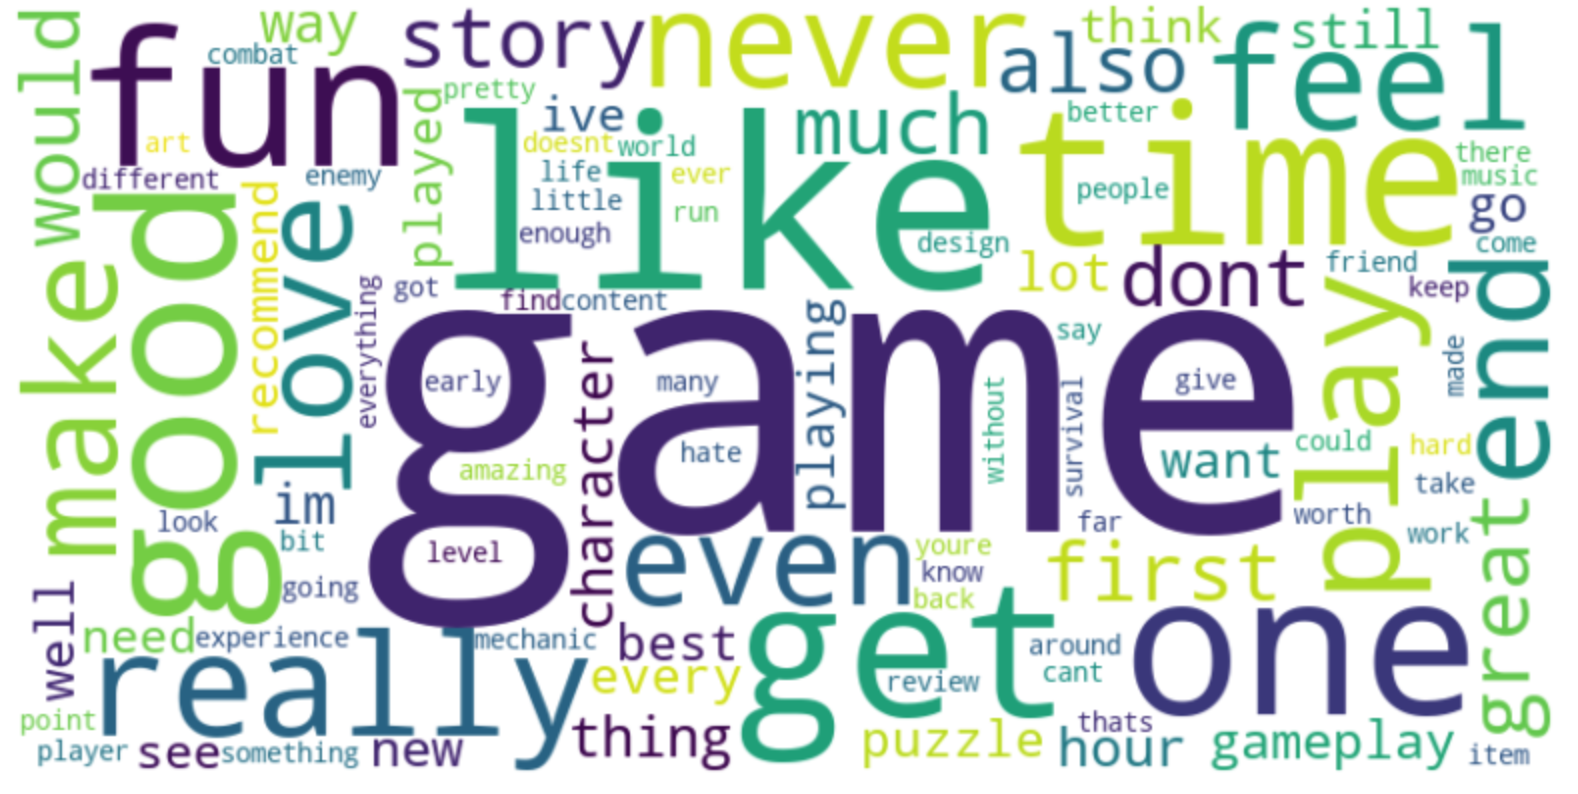 way
combat
fun
story
never
think
also
still
feel
would
art
different
enemy
pretty
played
ive
doesnt
world
life
ever
little
run
enough
like
much
design
better
time
people
there
music
go
come
good
recommend
love
make
everything
got
find
content
lot
dont
friend
keep
end
game
early
many
playing
say
give
play
made
character
hate
without
survival
want
could
hard
amazing
im
look
bit
going
level
even
youre
know
back
far
worth
take
work
first
great
well
need
experience
really
mechanic
best
every
get
review
around
cant
one
point
player
see
something
new
thing
puzzle
thats
hour
gameplay
item